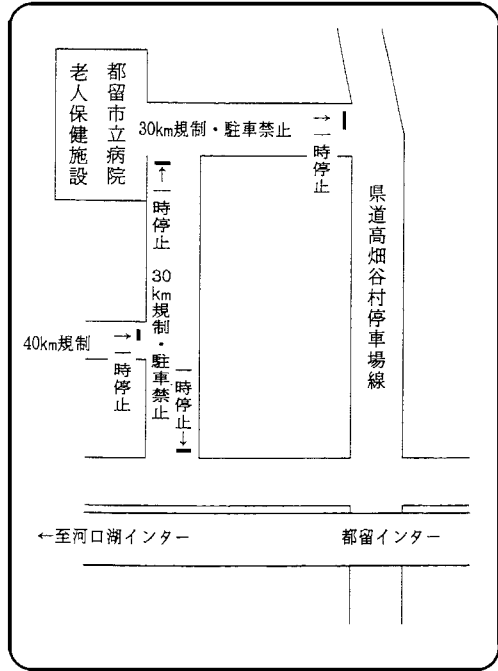 都留市立病院
老人保健施設
30km規制・駐車禁止
→一時停止
↑一時停止
30km規制・駐車禁止
県道高畑谷村停車場線
40km規制
→一時停止
一時停止↓
←至河口湖インター
都留インター